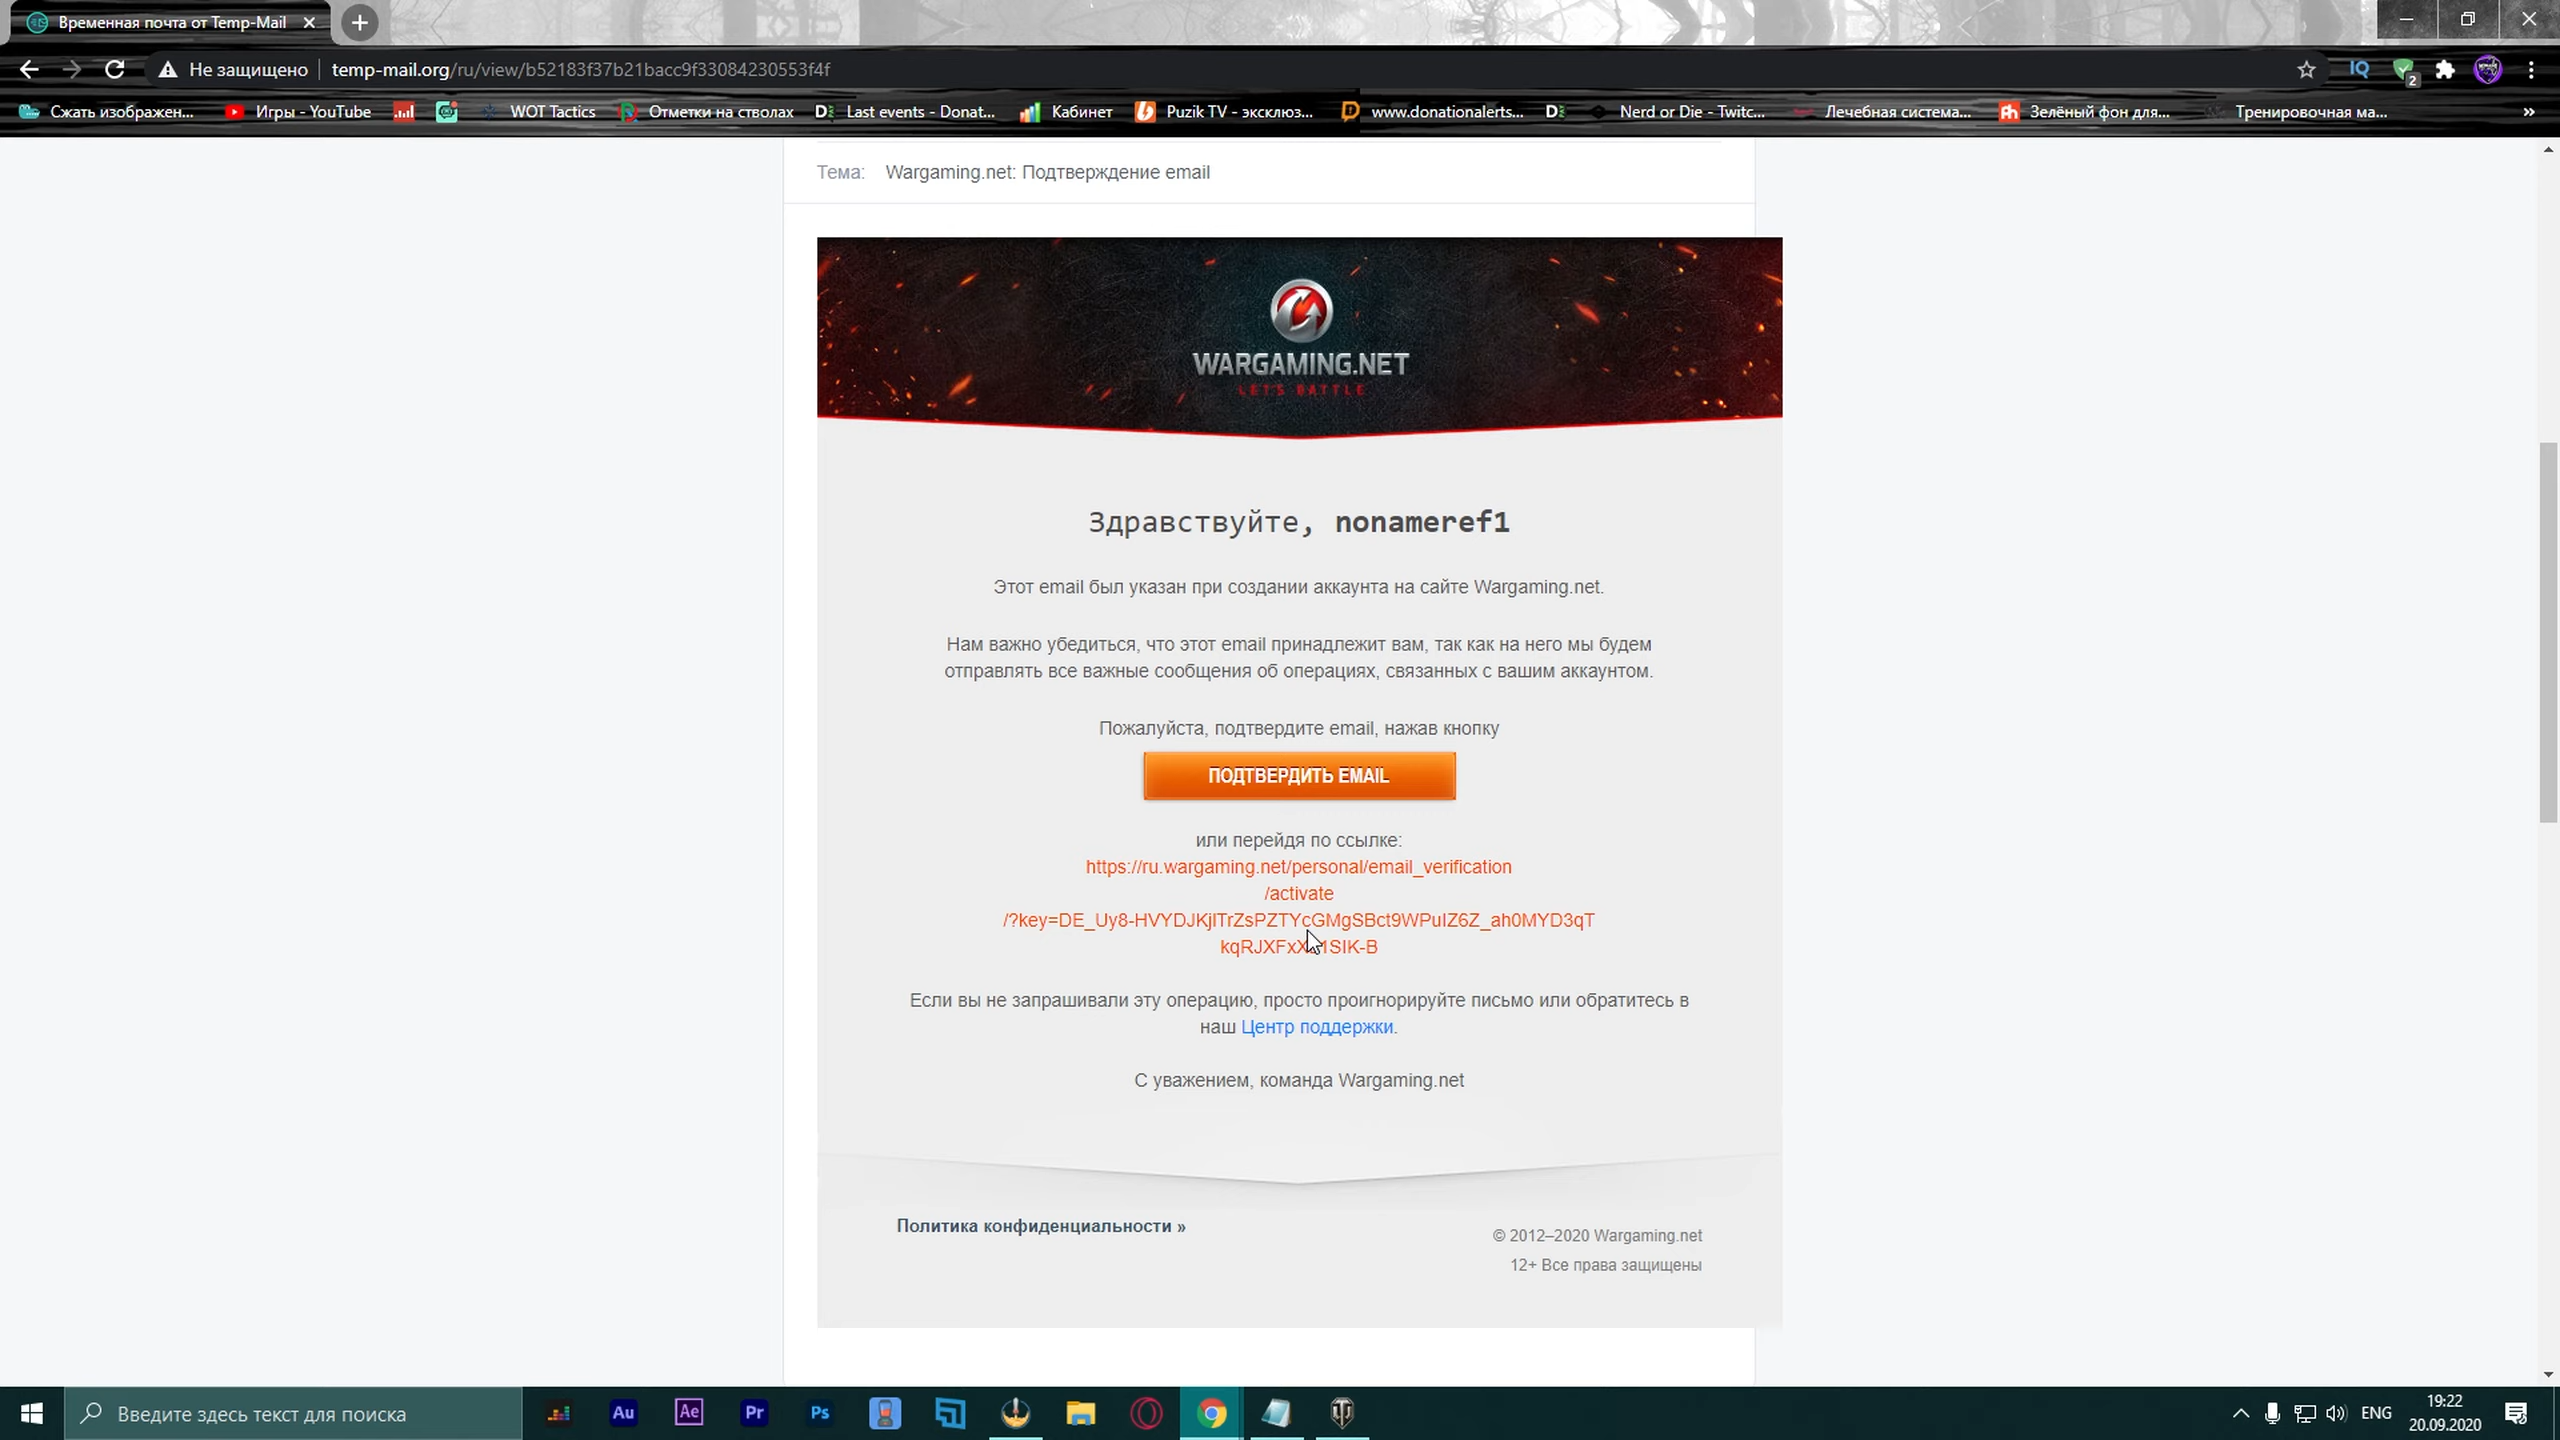 Временная почта от Temp-Mail
Не защищено
temp-mail.org/ru/view/b52183f37b21bacc9f33084230553f4f
IQ
2
Сжать изображен...
Игры - YouTube
WOT Tactics
Отметки на стволах
Last events - Donat...
Кабинет
Puzik TV - эксклюз...
www.donationalerts...
Nerd or Die - Twitc...
Лечебная система...
Зелёный фон для...
Тренировочная ма...
Тема: Wargaming.net: Подтверждение email
WARGAMING.NET
LET'S BATTLE
Здравствуйте, nonameref1
Этот email был указан при создании аккаунта на сайте Wargaming.net.
Нам важно убедиться, что этот email принадлежит вам, так как на него мы будем
отправлять все важные сообщения об операциях, связанных с вашим аккаунтом.
Пожалуйста, подтвердите email, нажав кнопку
ПОДТВЕРДИТЬ EMAIL
или перейдя по ссылке:
https://ru.wargaming.net/personal/email_verification
/activate
/?key=DE_Uy8-HVYDJKjlTrZsPZTYcGMgSBct9WPuIZ6Z_ah0MYD3qT
Если вы не запрашивали эту операцию, просто проигнорируйте письмо или обратитесь в
наш Центр поддержки.
С уважением, команда Wargaming.net
Политика конфиденциальности »
© 2012–2020 Wargaming.net
12+ Все права защищены
Введите здесь текст для поиска
Au
Ae
Pr
Ps
ENG
19:22
20.09.2020